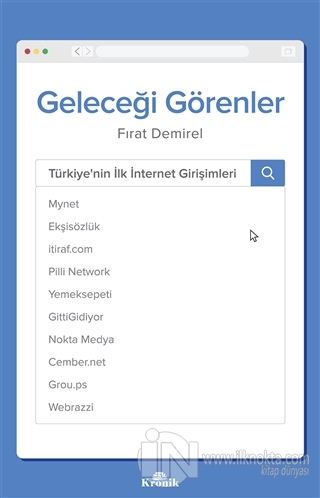 Geleceği Görenler
Fırat Demirel
Türkiye'nin İlk İnternet Girişimleri
Mynet
Ekşisözlük
itiraf.com
Pilli Network
Yemeksepeti
GittiGidiyor
Nokta Medya
Cember.net
Grou.ps
Webrazzi
iN
www.ilknokta.com
kitap dünyası
Kronik